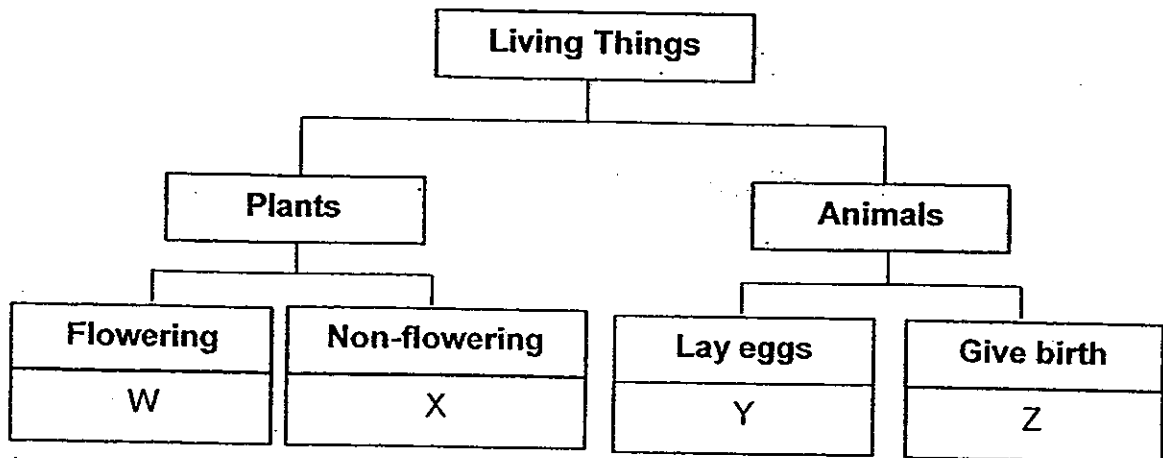 Living Things
Plants
Animals
Flowering
Non-flowering
Lay eggs
Give birth
W
X
Y
Z